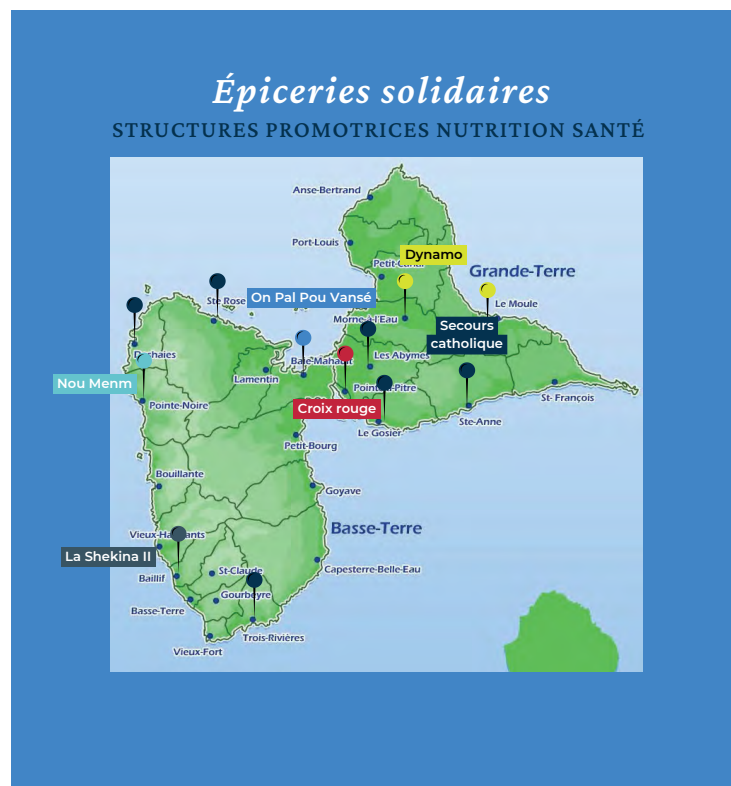 Épiceries solidaires
STRUCTURES PROMOTRICES NUTRITION SANTÉ
Anse-Bertrand
Port-Louis
Dynamo
Grande-Terre
Ste Rose
On Pal Pou Vansé
Le Moule
Morne-à-l'Eau
Secours
catholique
Deshaies
Baie-Mahault
Les Abymes
Nou Menm
Lamentin
Pointe-à-Pitre
Pointe-Noire
Croix rouge
St- François
Ste-Anne
Le Gosier
Petit-Bourg
Bouillante
Goyave
Basse-Terre
Vieux-Habitants
La Shekina II
St-Claude
Capesterre-Belle-Eau
Baillif
Gourbeyre
Basse-Terre
Trois-Rivières
Vieux-Fort